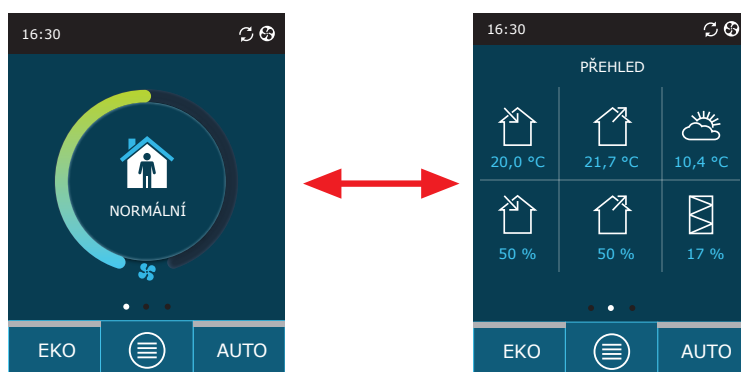 16:30
NORMÁLNÍ
EKO
AUTO
16:30
PŘEHLED
20,0 °C 21,7 °C 10,4 °C
50 % 50 % 17 %
EKO
AUTO